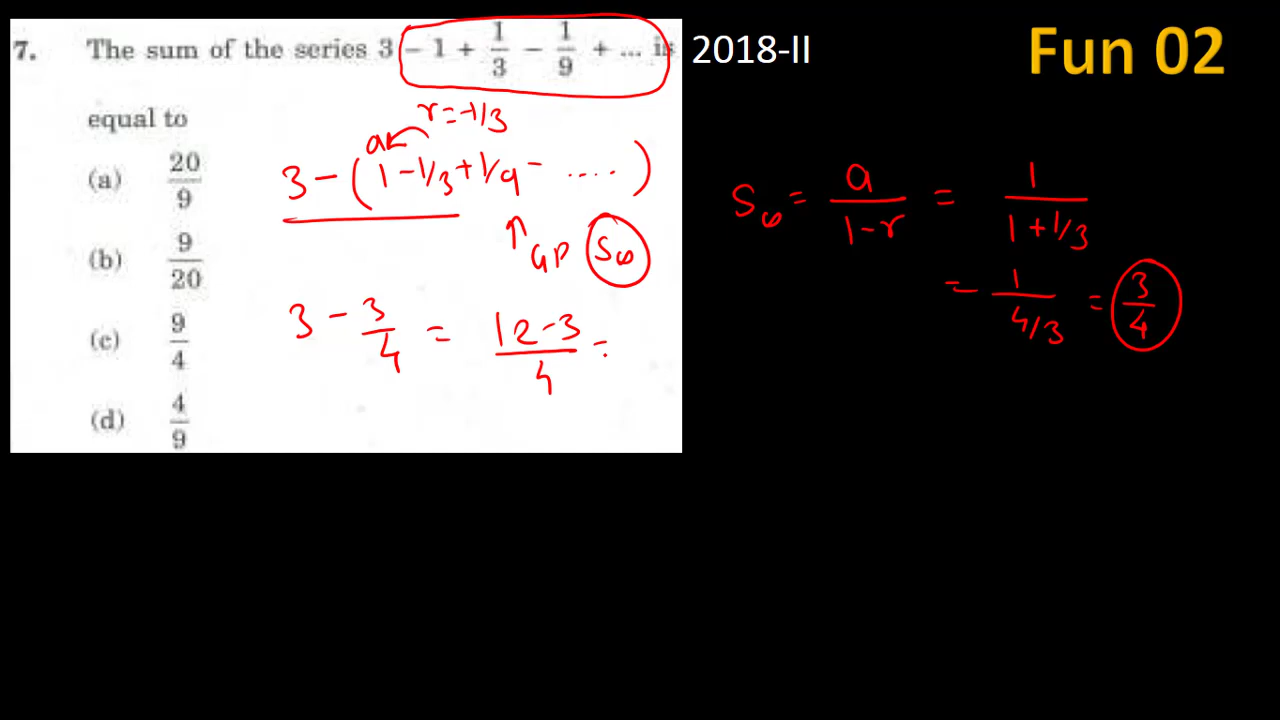 7. The sum of the series 3 − 1 + 1/3 − 1/9 + ... is
2018-II
Fun 02
equal to
(a) 20/9
(b) 9/20
(c) 9/4
(d) 4/9
r = -1/3
a
3 − (1 − 1/3 + 1/9 − .....)
GP S∞
3 − 3/4 = (12 − 3)/4 =
S∞ = a/(1 − r) = 1/(1 + 1/3)
= 1/(4/3) = 3/4